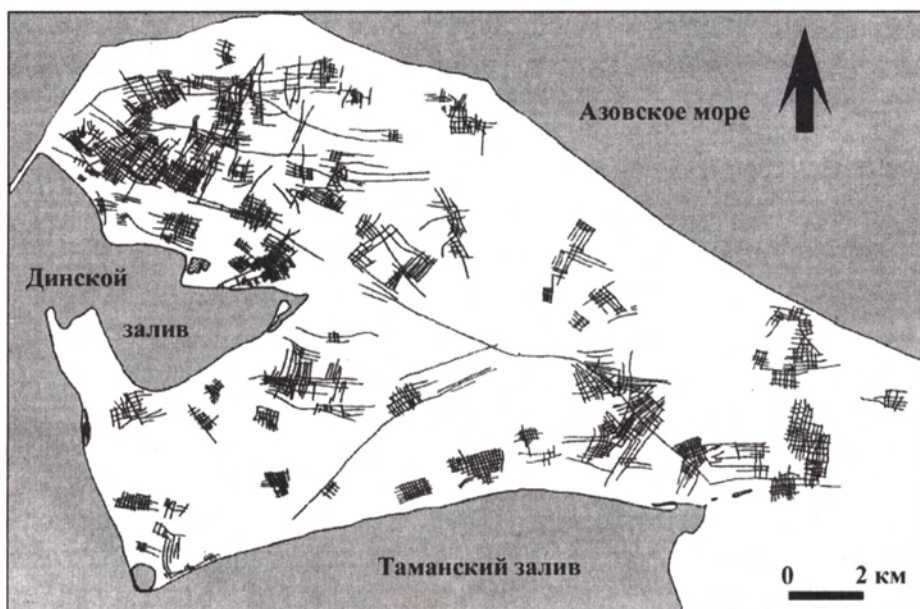 Азовское море
Динской
залив
Таманский залив
0 2 км